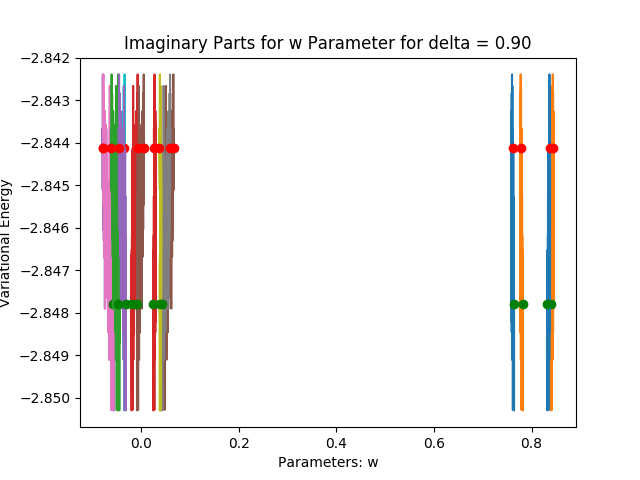 Imaginary Parts for w Parameter for delta = 0.90
−2.842
−2.843
−2.844
−2.845
−2.846
−2.847
−2.848
−2.849
−2.850
Variational Energy
0.0 0.2 0.4 0.6 0.8
Parameters: w